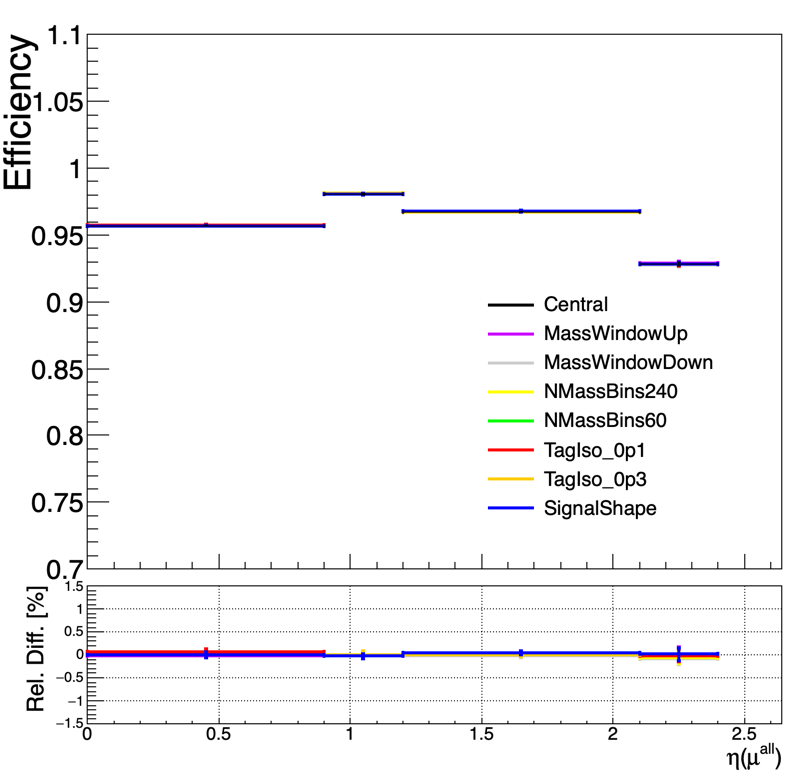 Efficiency
1.1
1.05
1
0.95
0.9
0.85
0.8
0.75
0.7
Central
MassWindowUp
MassWindowDown
NMassBins240
NMassBins60
TagIso_0p1
TagIso_0p3
SignalShape
Rel. Diff. [%]
1.5
1
0.5
0
−0.5
−1
−1.5
0 0.5 1 1.5 2 2.5
η(μ^all)